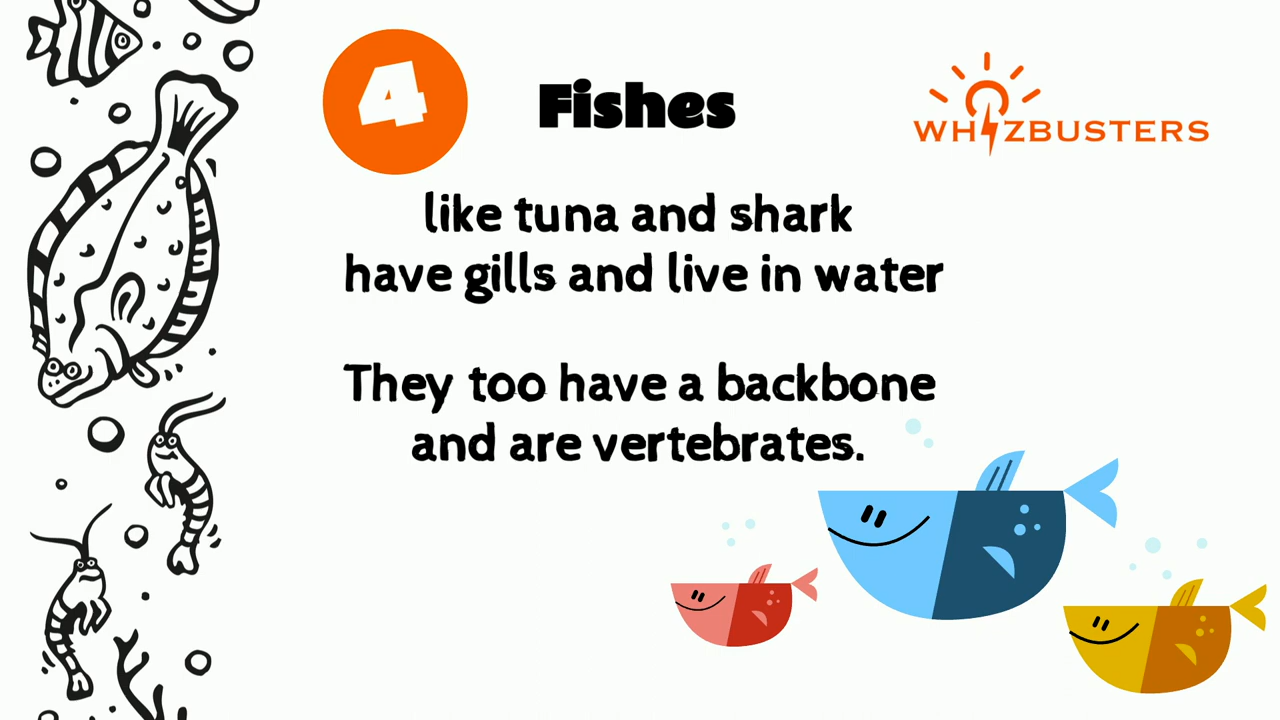 4
Fishes
WHIZBUSTERS
like tuna and shark
have gills and live in water
They too have a backbone
and are vertebrates.